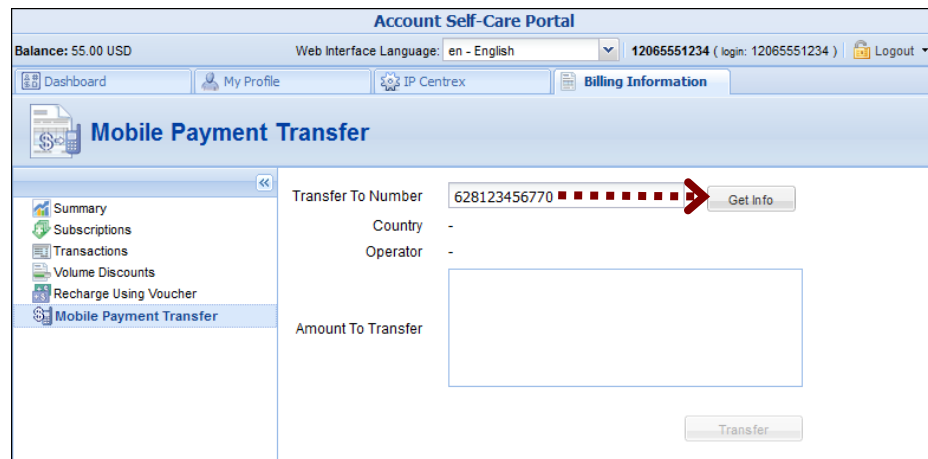 Account Self-Care Portal
Balance: 55.00 USD Web Interface Language: en - English 12065551234 ( login: 12065551234 ) Logout
Dashboard My Profile IP Centrex Billing Information
Mobile Payment Transfer
Transfer To Number 628123456770 Get Info
Summary
Country -
Subscriptions
Operator -
Transactions
Volume Discounts
Recharge Using Voucher
Mobile Payment Transfer
Amount To Transfer
Transfer